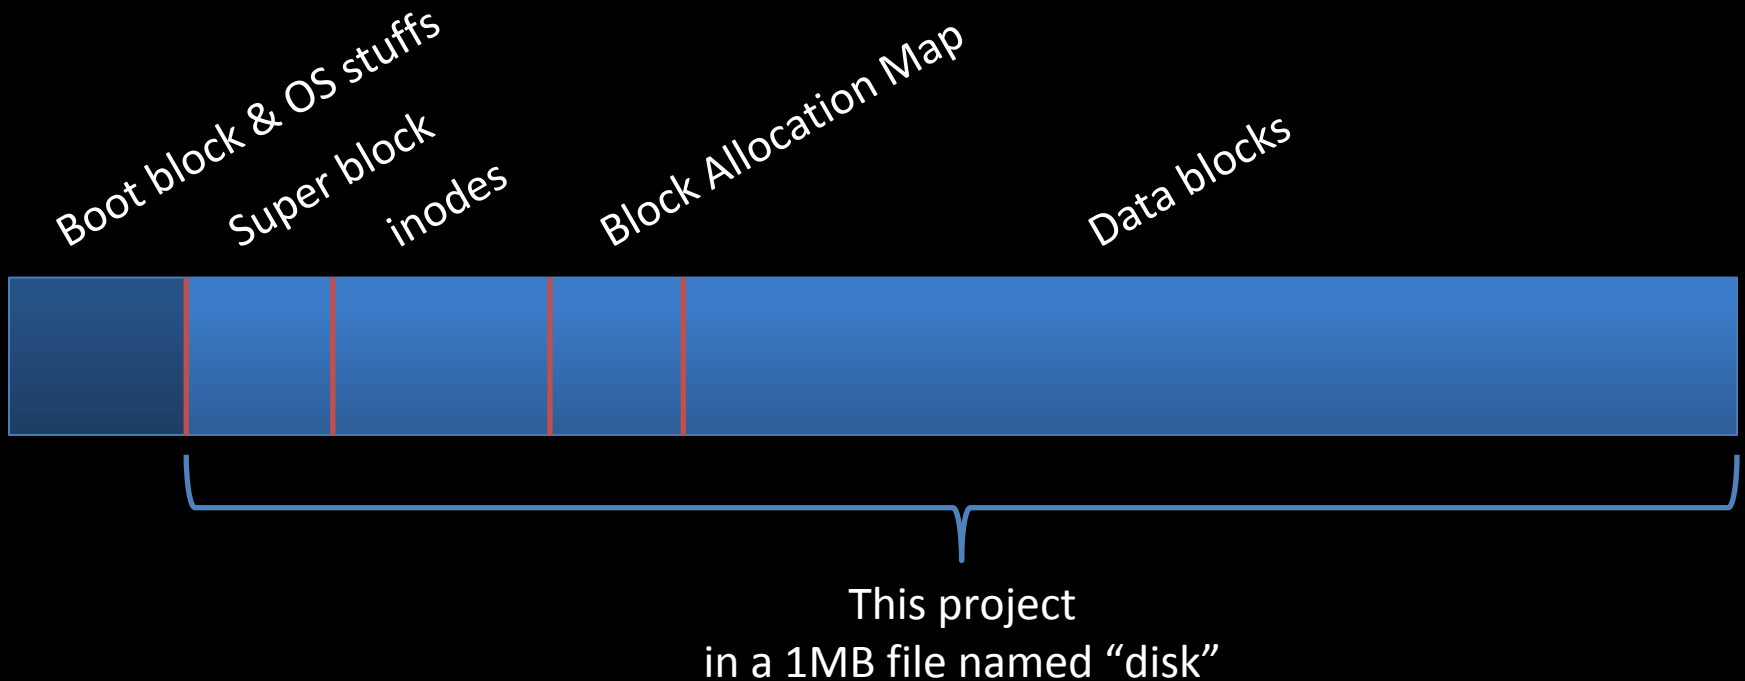 Boot block & OS stuffs
Super block
inodes
Block Allocation Map
Data blocks
This project
in a 1MB file named “disk”